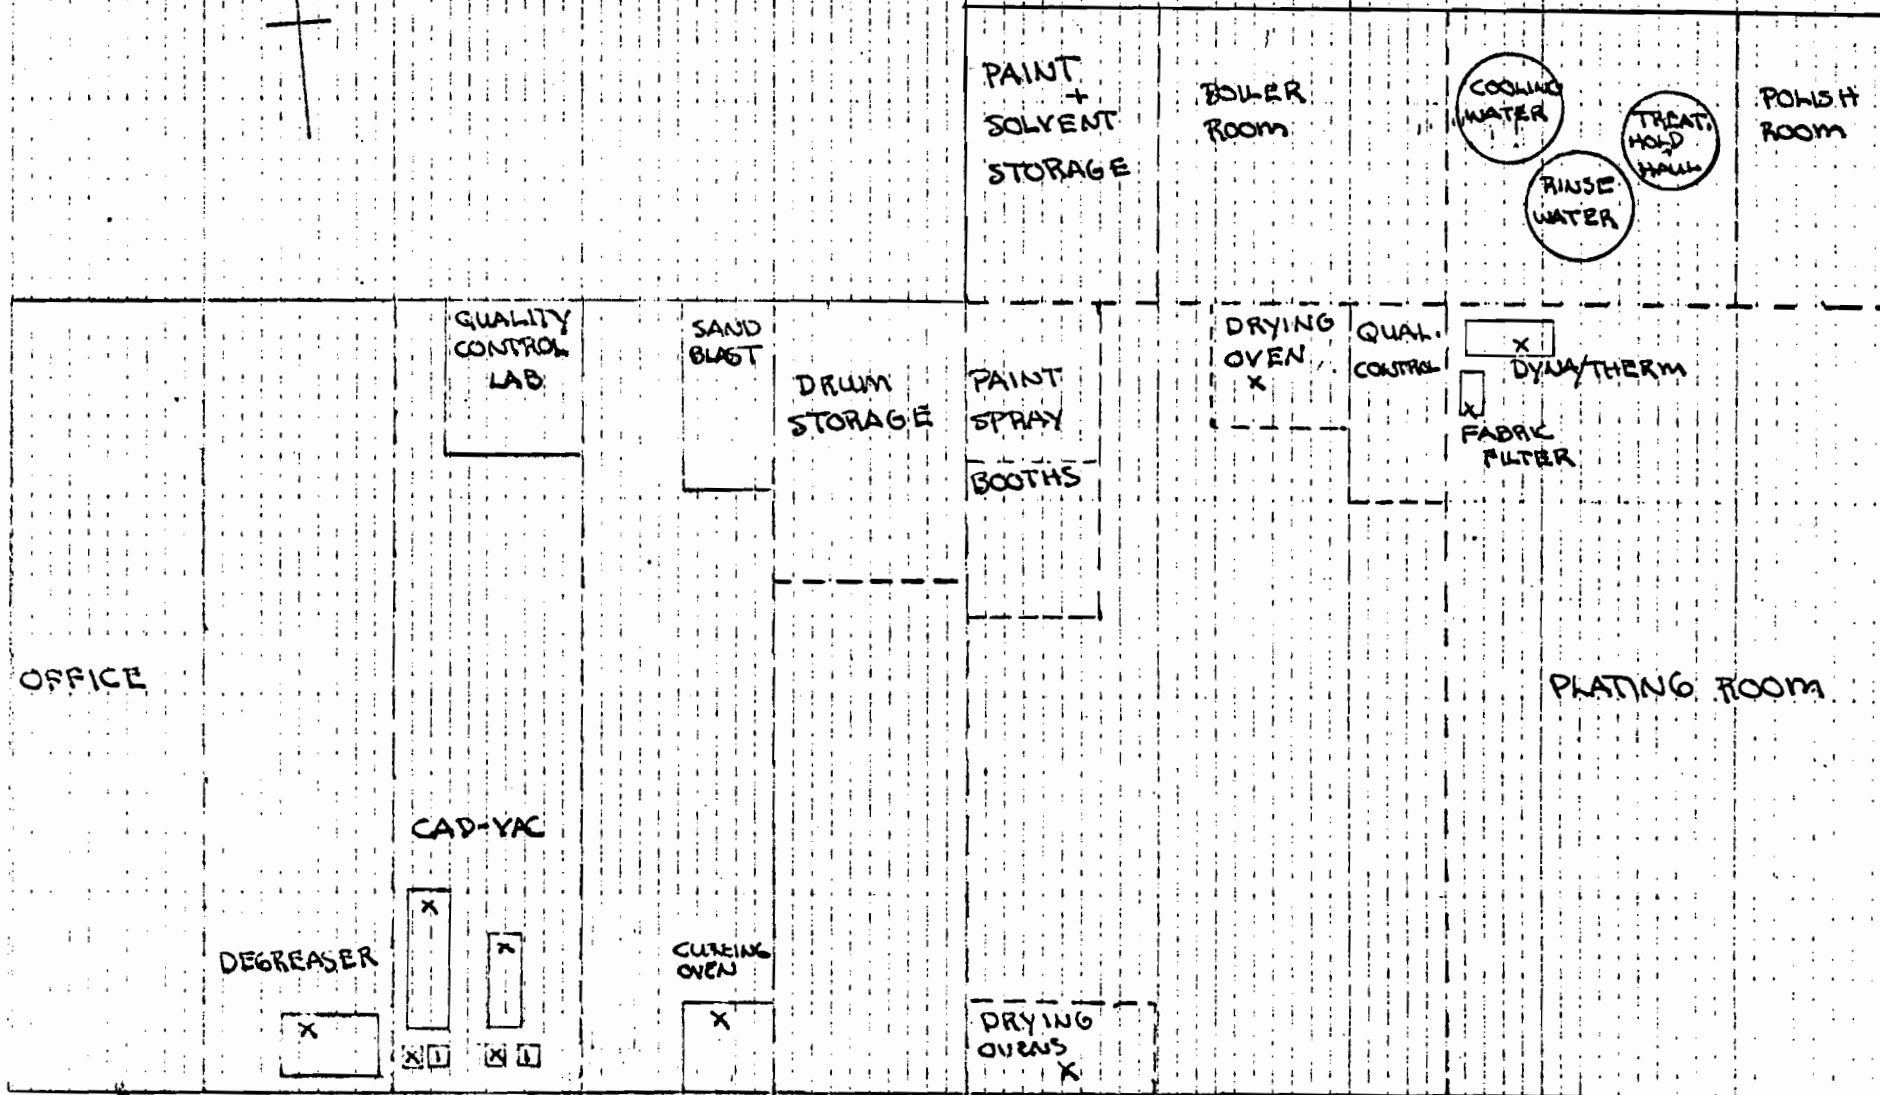 PAINT
+
SOLVENT
STORAGE
BOILER
ROOM
COOLING
WATER
TREAT.
HOLD
+
HAUL
RINSE
WATER
POLISH
ROOM
QUALITY
CONTROL
LAB
SAND
BLAST
DRUM
STORAGE
PAINT
SPRAY
BOOTHS
DRYING
OVEN
X
QUAL.
CONTROL
X
DYNA/THERM
X
FABRIC
FILTER
OFFICE
PLATING ROOM
CAD-VAC
X
X
DEGREASER
X
X
X
CUREING
OVEN
X
DRYING
OVENS
X